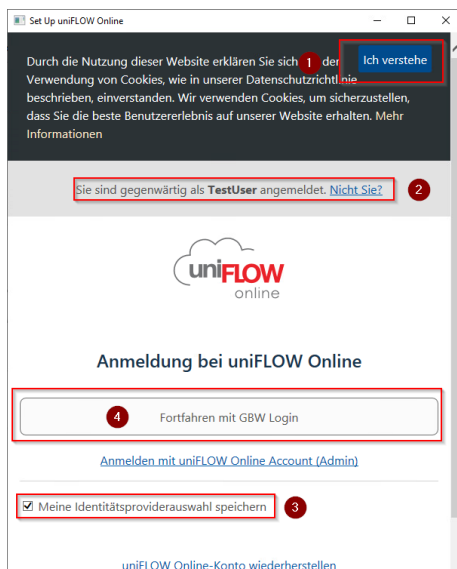 Set Up uniFLOW Online
Durch die Nutzung dieser Website erklären Sie sich 1 der Ich verstehe
Verwendung von Cookies, wie in unserer Datenschutzrichtlinie
beschrieben, einverstanden. Wir verwenden Cookies, um sicherzustellen,
dass Sie die beste Benutzererlebnis auf unserer Website erhalten. Mehr
Informationen
Sie sind gegenwärtig als TestUser angemeldet. Nicht Sie? 2
uniFLOW
online
Anmeldung bei uniFLOW Online
4 Fortfahren mit GBW Login
Anmelden mit uniFLOW Online Account (Admin)
Meine Identitätsproviderauswahl speichern 3
uniFLOW Online-Konto wiederherstellen